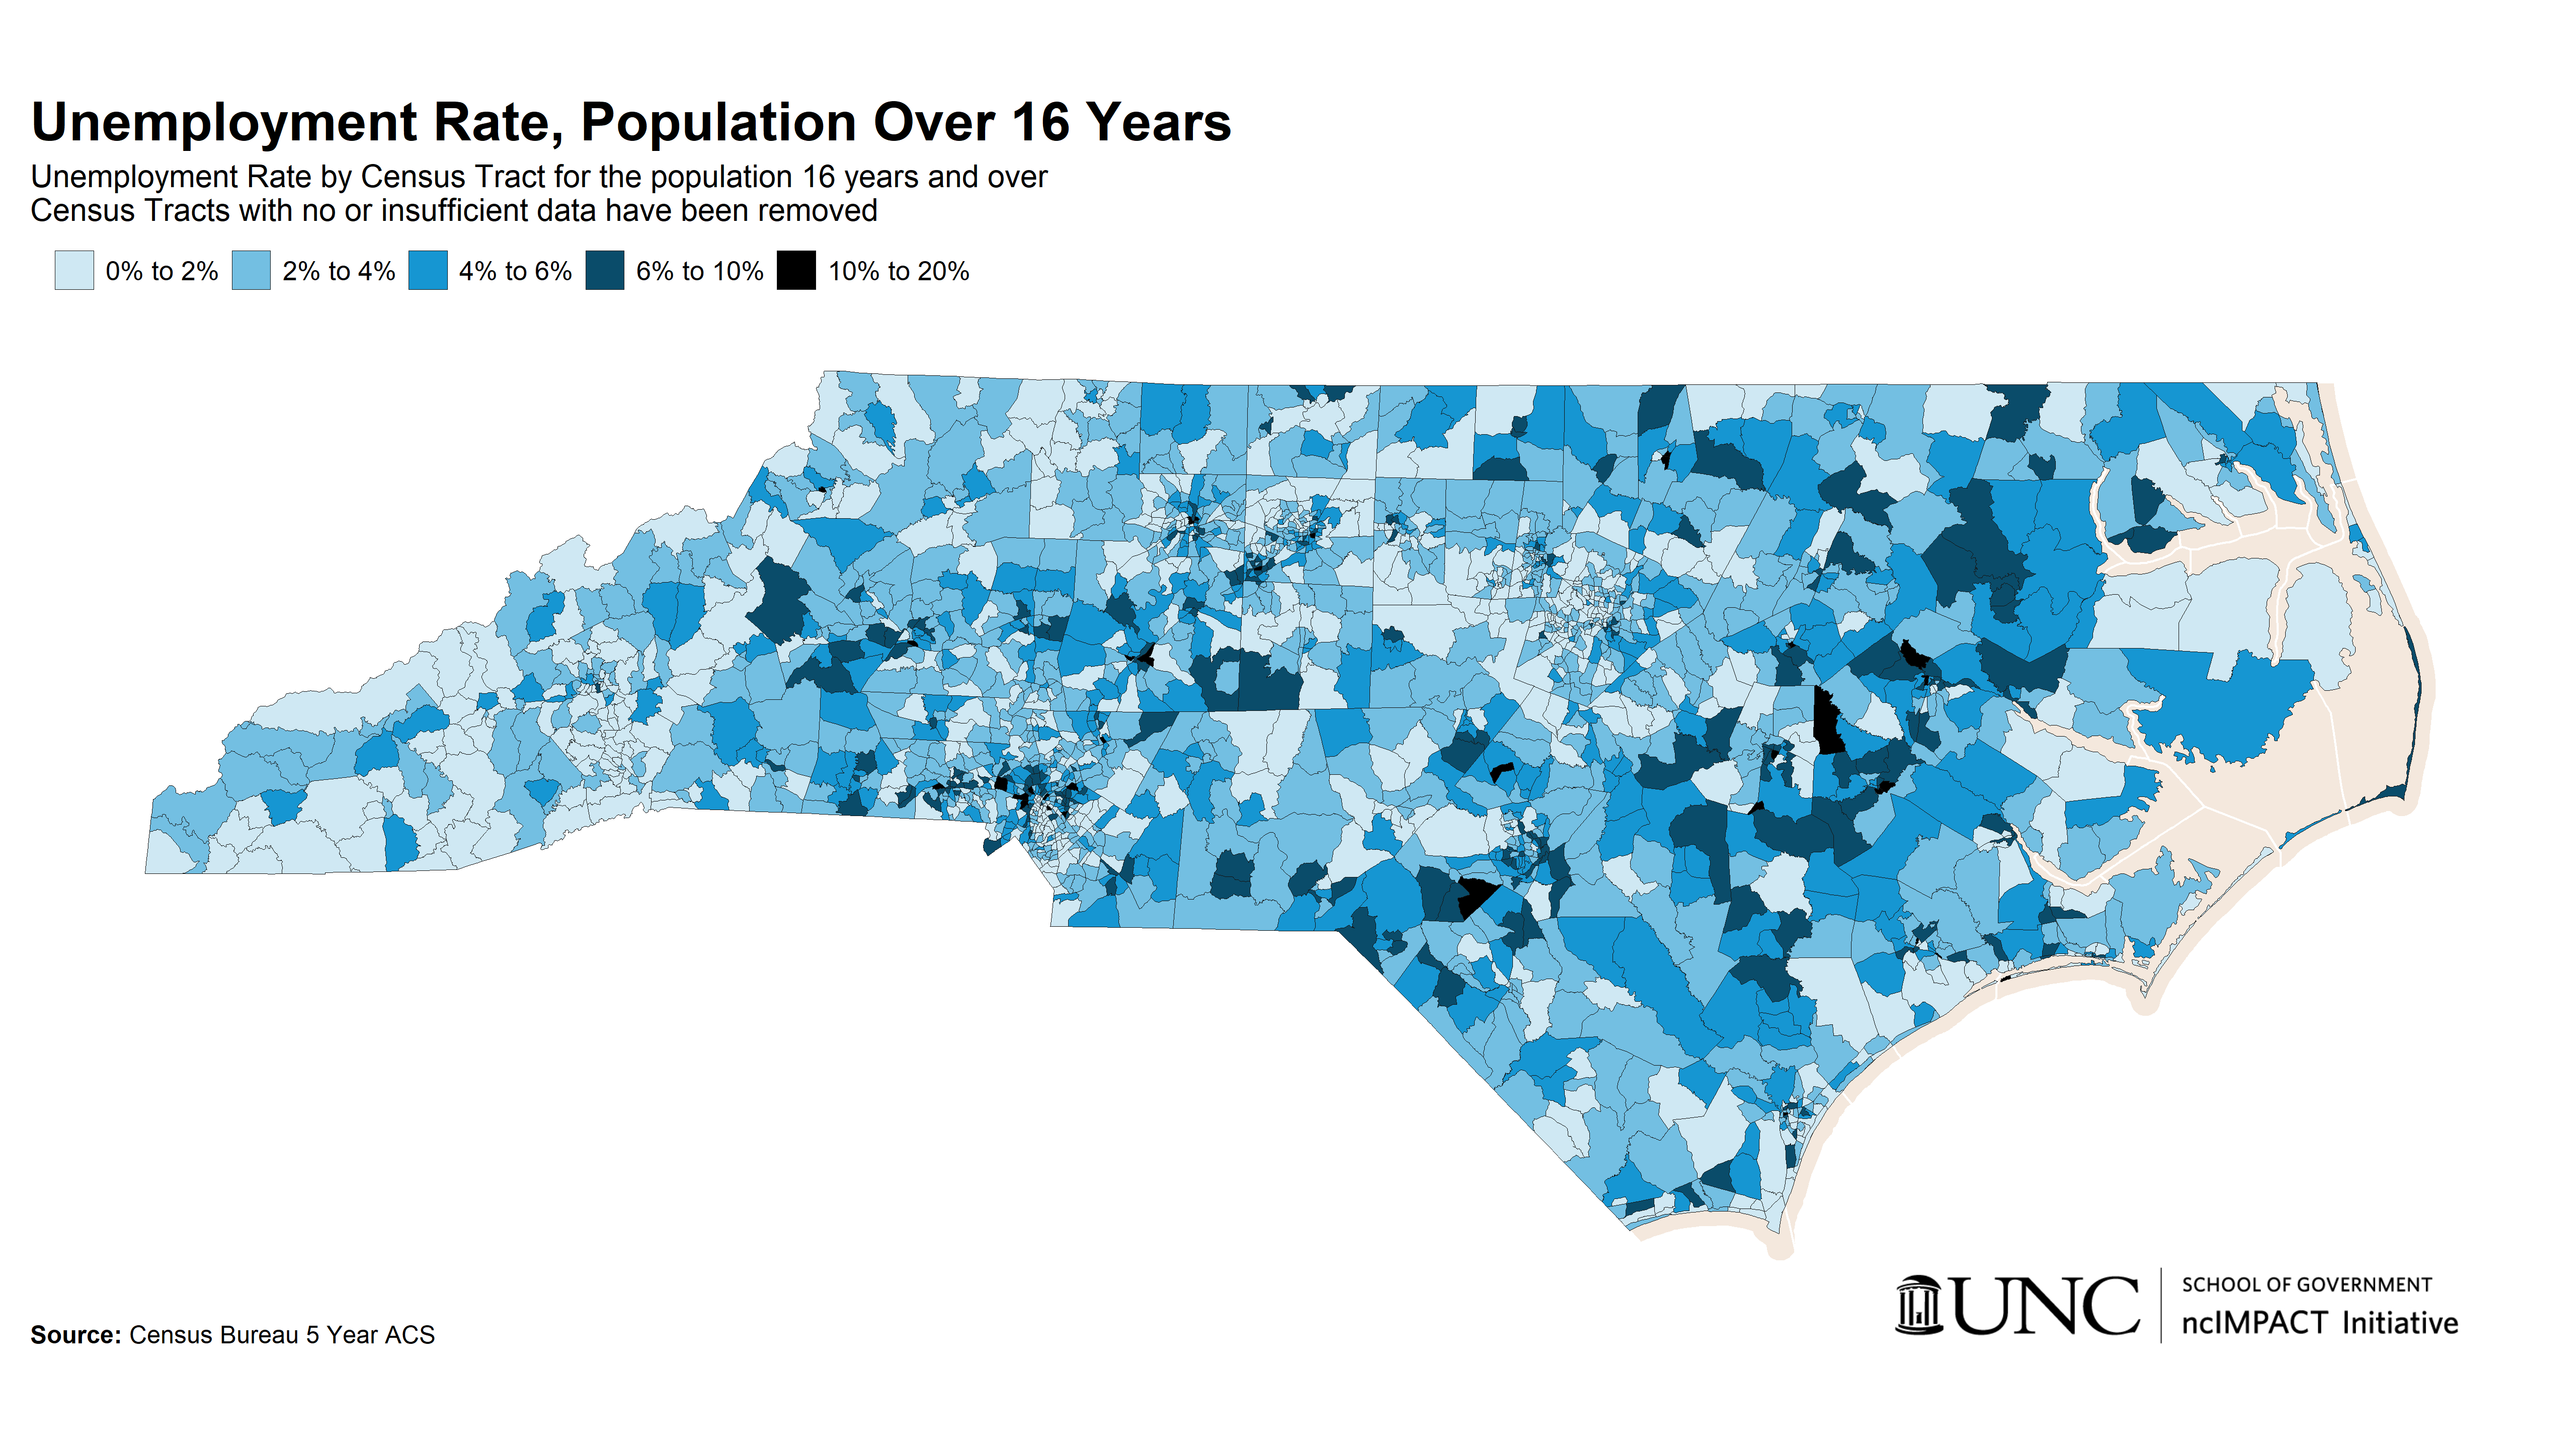 Unemployment Rate, Population Over 16 Years
Unemployment Rate by Census Tract for the population 16 years and over
Census Tracts with no or insufficient data have been removed
0% to 2% 2% to 4% 4% to 6% 6% to 10% 10% to 20%
Source: Census Bureau 5 Year ACS
UNC
SCHOOL OF GOVERNMENT
ncIMPACT Initiative